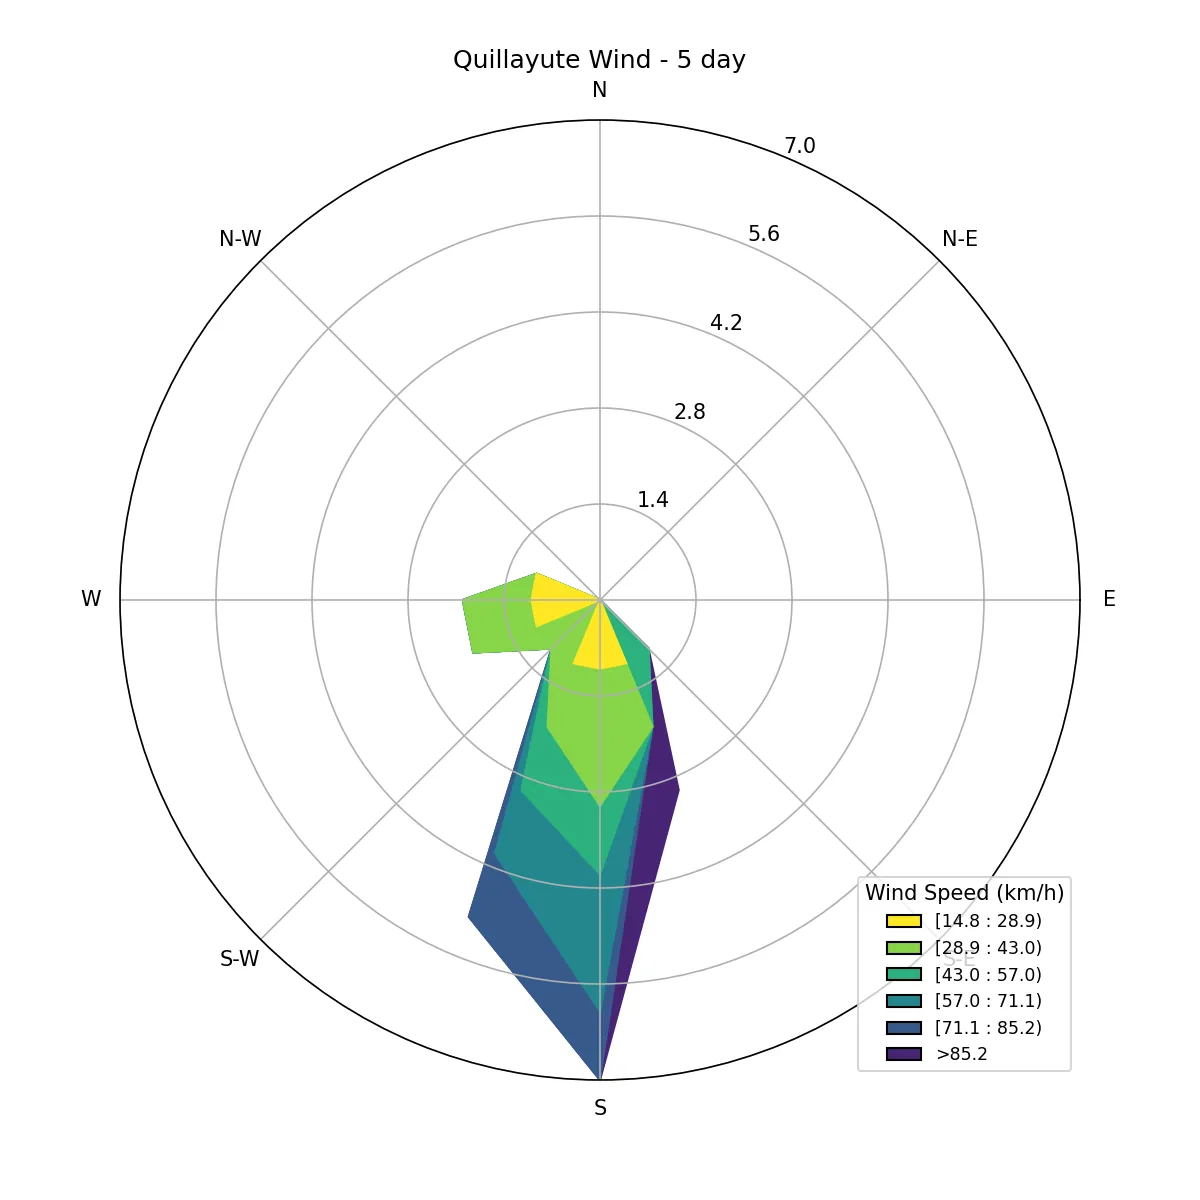 Quillayute Wind - 5 day
N
7.0
N-W
N-E
5.6
4.2
2.8
1.4
W
E
S-W
S-E
S
Wind Speed (km/h)
[14.8 : 28.9)
[28.9 : 43.0)
[43.0 : 57.0)
[57.0 : 71.1)
[71.1 : 85.2)
>85.2